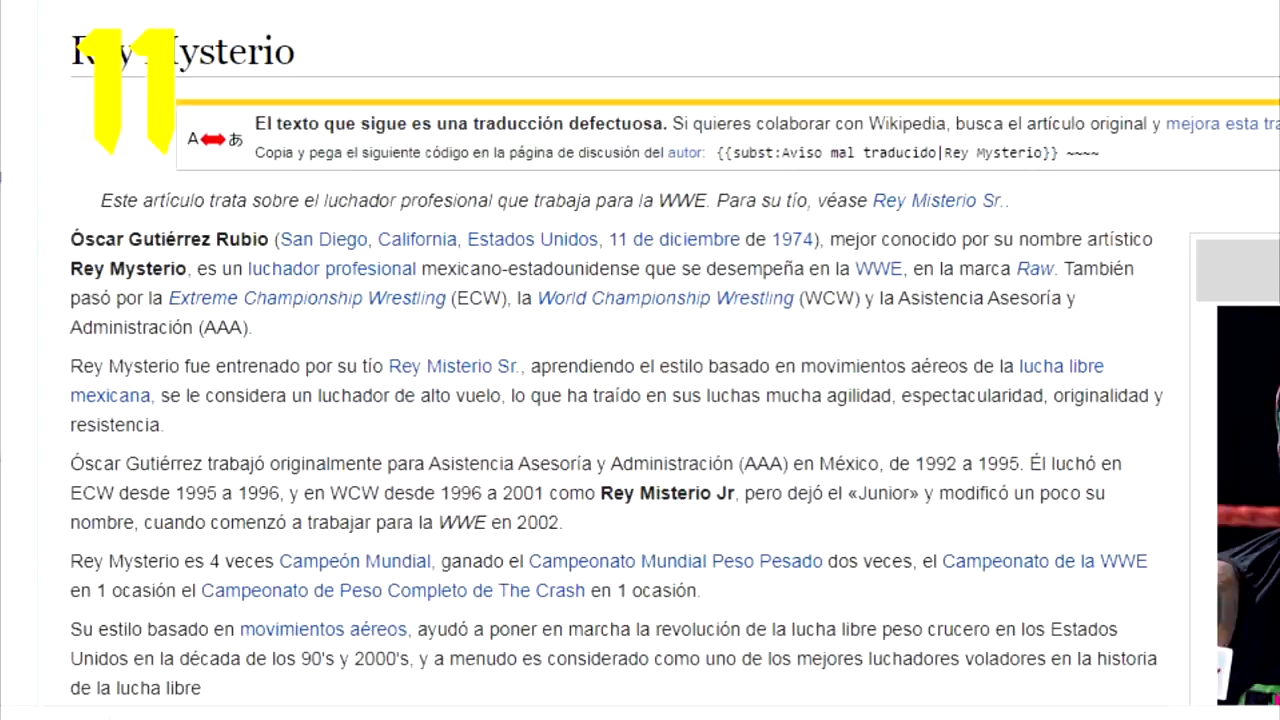 Rey Mysterio
11
El texto que sigue es una traducción defectuosa. Si quieres colaborar con Wikipedia, busca el artículo original y mejora esta
Copia y pega el siguiente código en la página de discusión del autor: {{subst:Aviso mal traducido|Rey Mysterio}} ~~~~
A あ
Este artículo trata sobre el luchador profesional que trabaja para la WWE. Para su tío, véase Rey Misterio Sr..
Óscar Gutiérrez Rubio (San Diego, California, Estados Unidos, 11 de diciembre de 1974), mejor conocido por su nombre artístico
Rey Mysterio, es un luchador profesional mexicano-estadounidense que se desempeña en la WWE, en la marca Raw. También
pasó por la Extreme Championship Wrestling (ECW), la World Championship Wrestling (WCW) y la Asistencia Asesoría y
Administración (AAA).
Rey Mysterio fue entrenado por su tío Rey Misterio Sr., aprendiendo el estilo basado en movimientos aéreos de la lucha libre
mexicana, se le considera un luchador de alto vuelo, lo que ha traído en sus luchas mucha agilidad, espectacularidad, originalidad y
resistencia.
Óscar Gutiérrez trabajó originalmente para Asistencia Asesoría y Administración (AAA) en México, de 1992 a 1995. Él luchó en
ECW desde 1995 a 1996, y en WCW desde 1996 a 2001 como Rey Misterio Jr, pero dejó el «Junior» y modificó un poco su
nombre, cuando comenzó a trabajar para la WWE en 2002.
Rey Mysterio es 4 veces Campeón Mundial, ganado el Campeonato Mundial Peso Pesado dos veces, el Campeonato de la WWE
en 1 ocasión el Campeonato de Peso Completo de The Crash en 1 ocasión.
Su estilo basado en movimientos aéreos, ayudó a poner en marcha la revolución de la lucha libre peso crucero en los Estados
Unidos en la década de los 90's y 2000's, y a menudo es considerado como uno de los mejores luchadores voladores en la historia
de la lucha libre